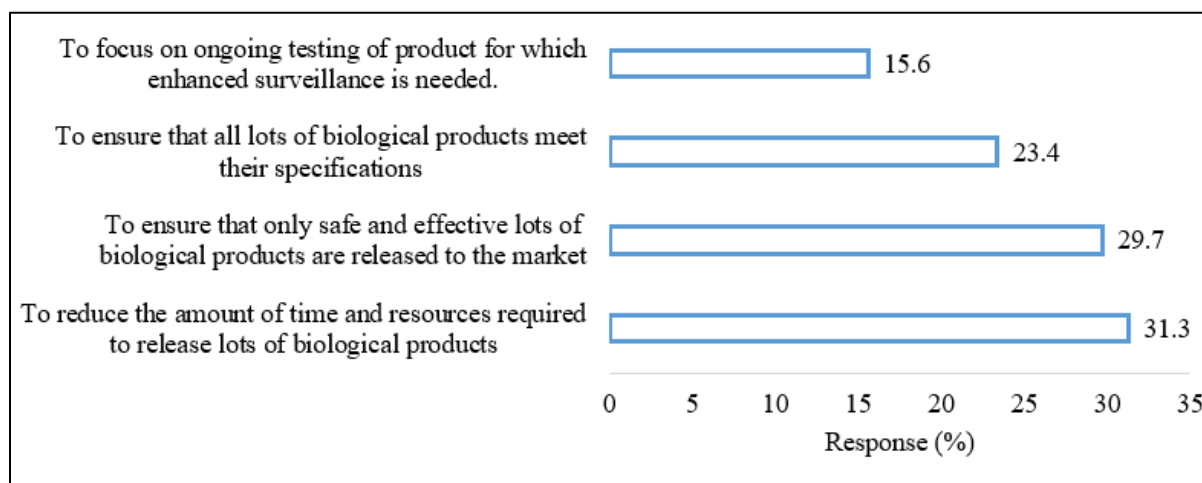 To focus on ongoing testing of product for which
enhanced surveillance is needed.
15.6
To ensure that all lots of biological products meet
their specifications
23.4
To ensure that only safe and effective lots of
biological products are released to the market
29.7
To reduce the amount of time and resources required
to release lots of biological products
31.3
0 5 10 15 20 25 30 35
Response (%)